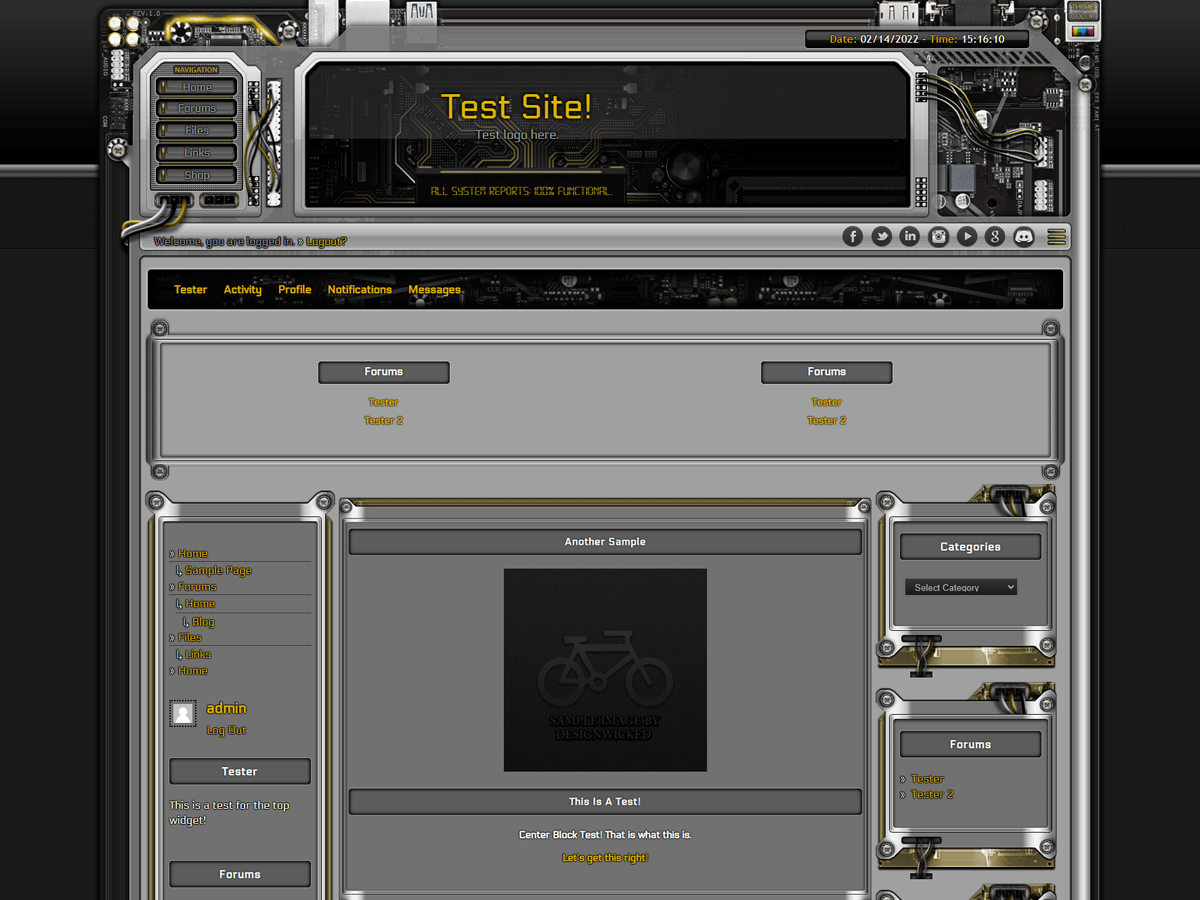 REV:1.0
THEME
COLOR
Date: 02/14/2022 - Time: 15:16:10
NAVIGATION
Home
Forums
Files
Links
Shop
Test Site!
Test logo here.
ALL SYSTEM REPORTS: 100% FUNCTIONAL.
Welcome, you are logged in. » Logout?
Tester Activity Profile Notifications Messages
Forums
Tester
Tester 2
Forums
Tester
Tester 2
» Home
Sample Page
» Forums
Home
Blog
» Files
Links
» Home
admin
Log Out
Tester
This is a test for the top
widget!
Forums
Another Sample
SAMPLE IMAGE BY
DESIGNWICKED
This Is A Test!
Center Block Test! That is what this is.
Let's get this right!
Categories
Select Category
Forums
» Tester
» Tester 2